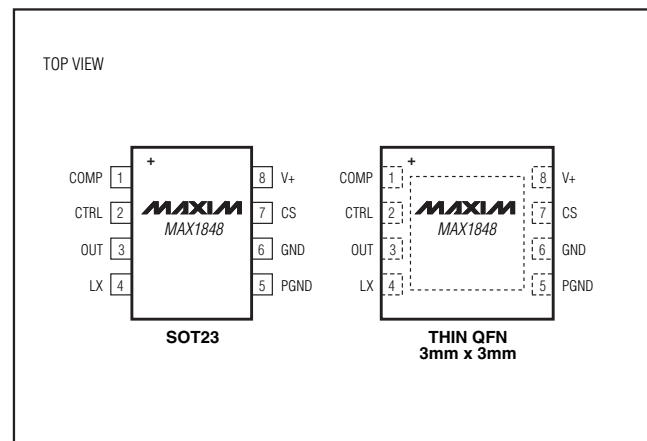 TOP VIEW
+
COMP 1 8 V+
CTRL 2 MAXIM 7 CS
MAX1848
OUT 3 6 GND
LX 4 5 PGND
SOT23
+
COMP 1 8 V+
CTRL 2 MAXIM 7 CS
MAX1848
OUT 3 6 GND
LX 4 5 PGND
THIN QFN
3mm x 3mm